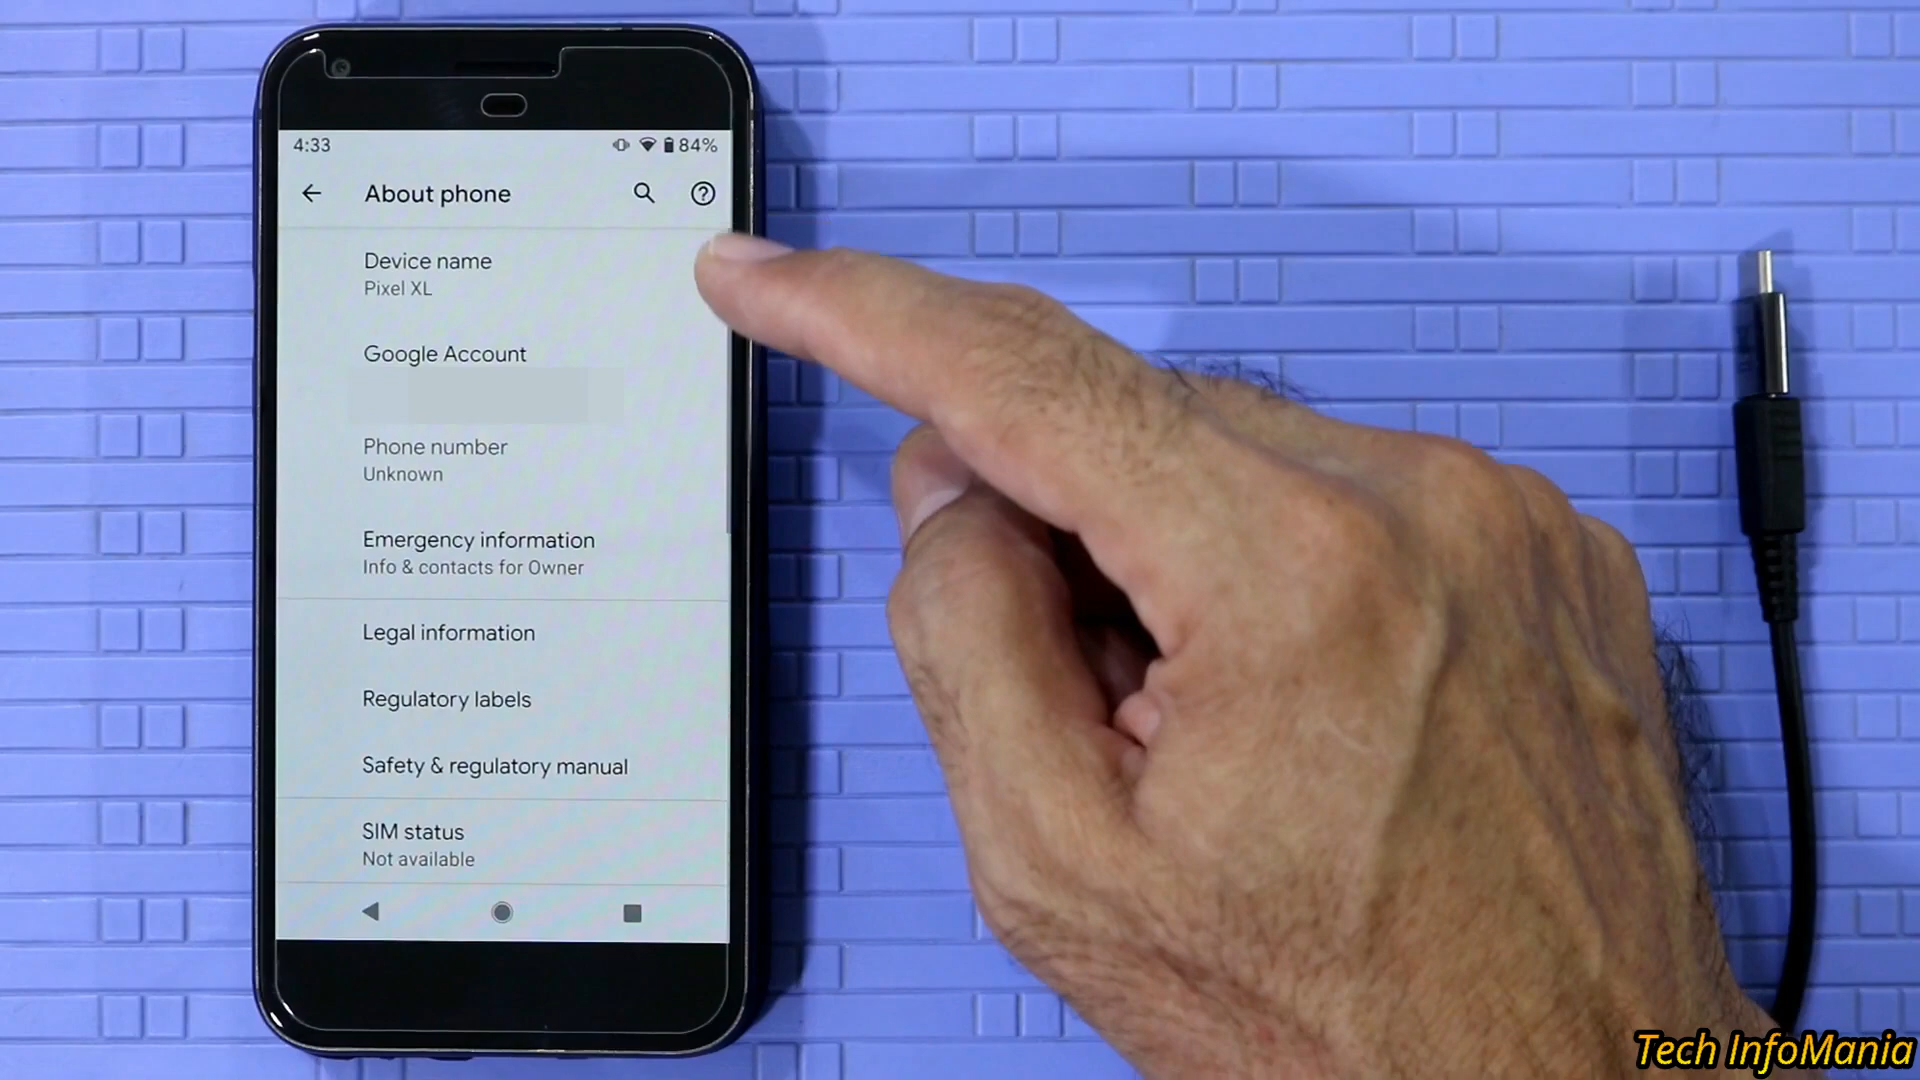 4:33
84%
About phone
Device name
Pixel XL
Google Account
Phone number
Unknown
Emergency information
Info & contacts for Owner
Legal information
Regulatory labels
Safety & regulatory manual
SIM status
Not available
Tech InfoMania